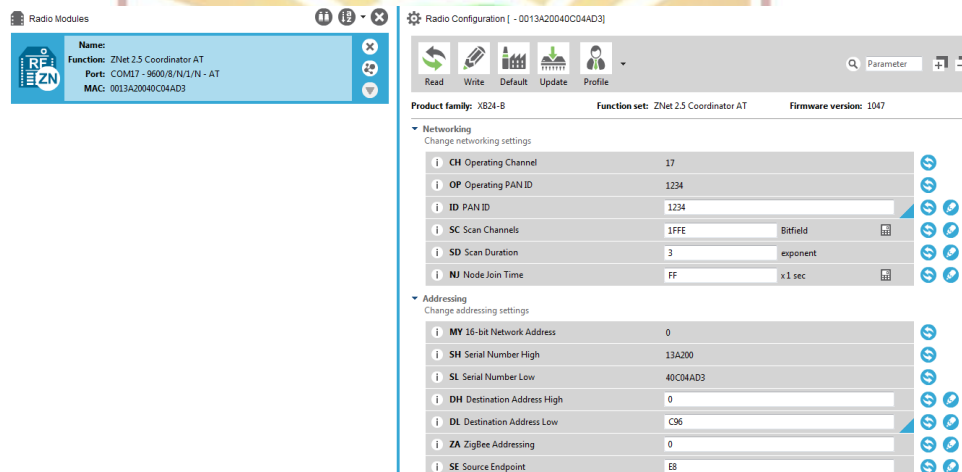 Radio Modules
Name:
Function: ZNet 2.5 Coordinator AT
Port: COM17 - 9600/8/N/1/N - AT
MAC: 0013A20040C04AD3
RF
ZN
Radio Configuration [ - 0013A20040C04AD3]
Read Write Default Update Profile
Parameter
Product family: XB24-B Function set: ZNet 2.5 Coordinator AT Firmware version: 1047
Networking
Change networking settings
i CH Operating Channel 17
i OP Operating PAN ID 1234
i ID PAN ID 1234
i SC Scan Channels 1FFE Bitfield
i SD Scan Duration 3 exponent
i NJ Node Join Time FF x 1 sec
Addressing
Change addressing settings
i MY 16-bit Network Address 0
i SH Serial Number High 13A200
i SL Serial Number Low 40C04AD3
i DH Destination Address High 0
i DL Destination Address Low C96
i ZA ZigBee Addressing 0
i SE Source Endpoint E8